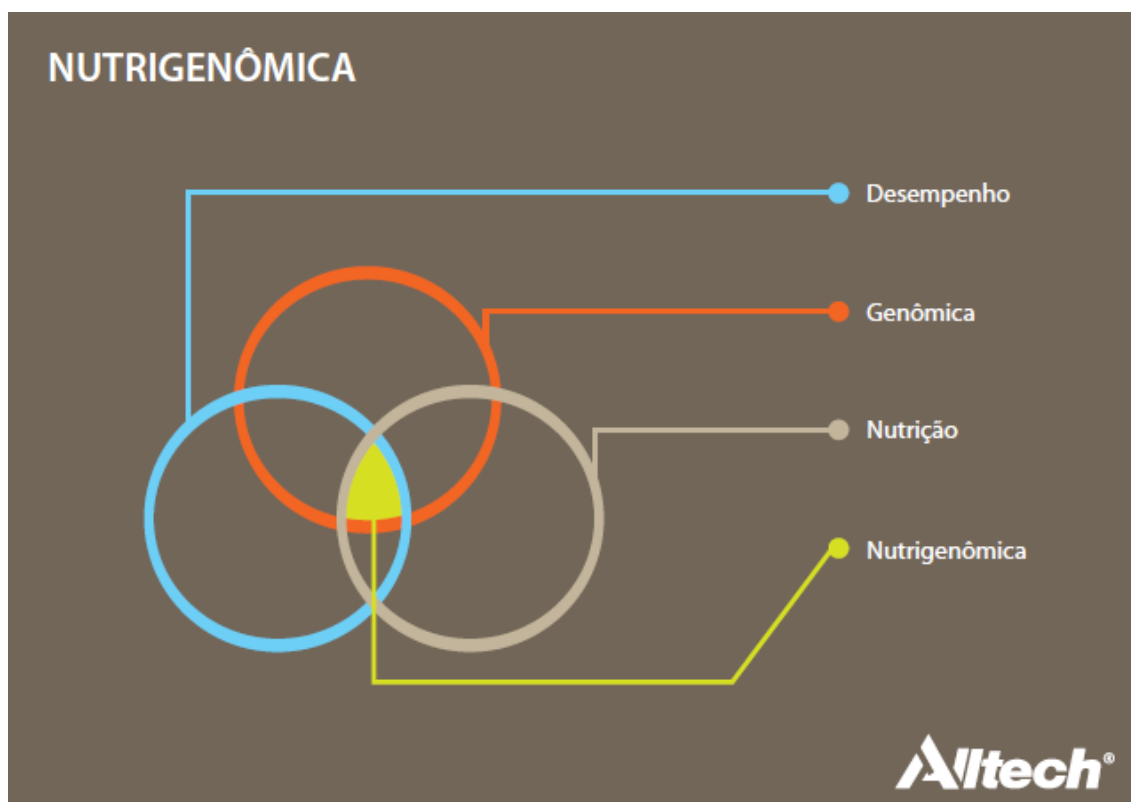 NUTRIGENÔMICA
Desempenho
Genômica
Nutrição
Nutrigenômica
Alltech®